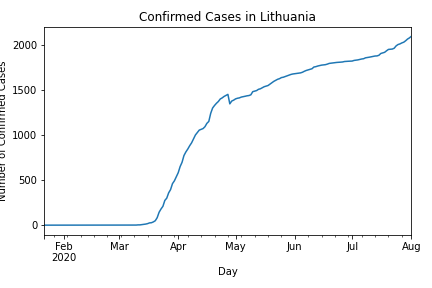 Confirmed Cases in Lithuania
Number of Confirmed Cases
2000
1500
1000
500
0
Feb Mar Apr May Jun Jul Aug
2020
Day